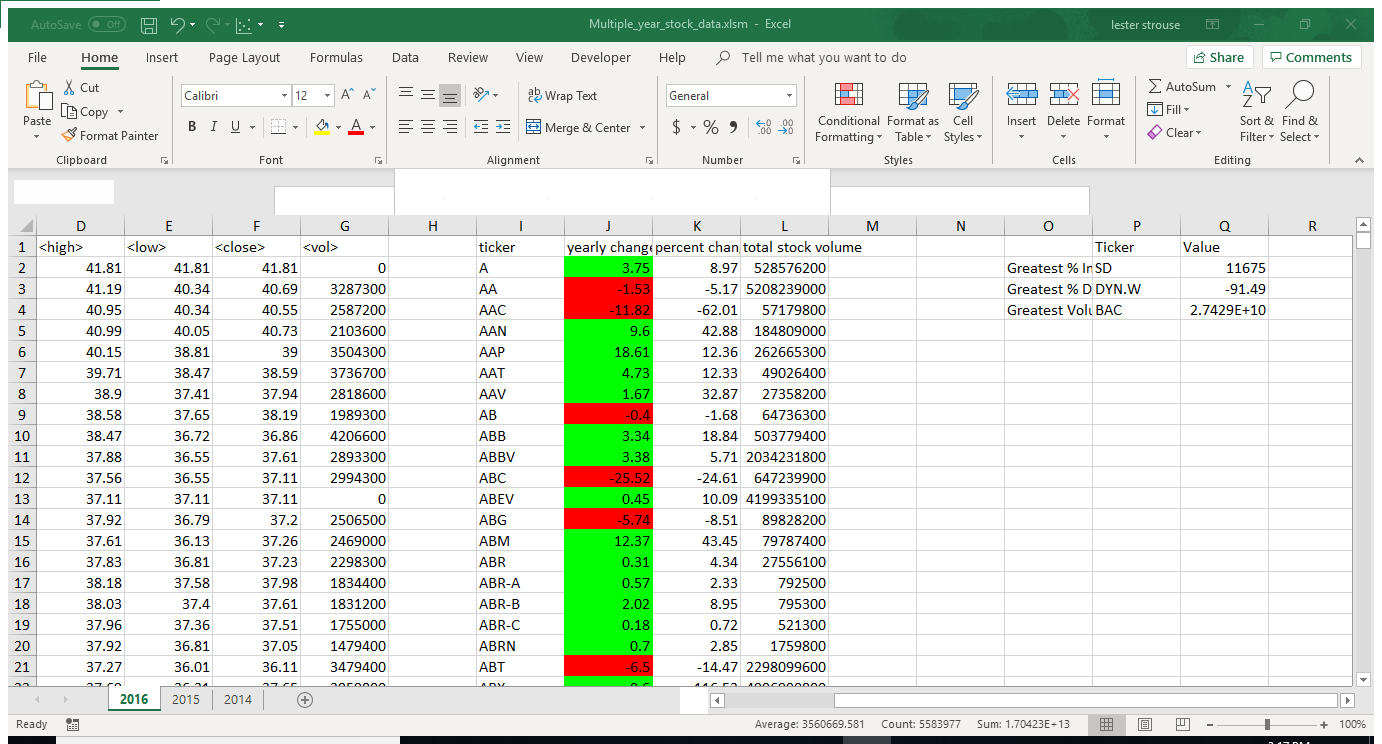 AutoSave Off Multiple_year_stock_data.xlsm - Excel lester strouse
File Home Insert Page Layout Formulas Data Review View Developer Help Tell me what you want to do Share Comments
Paste Cut Copy Format Painter Calibri 12 A A B I U A ab Wrap Text Merge & Center General $ % , Conditional Formatting Format as Table Cell Styles Insert Delete Format AutoSum Fill Clear Sort & Filter Find & Select
Clipboard Font Alignment Number Styles Cells Editing
D E F G H I J K L M N O P Q R
1 <high> <low> <close> <vol> ticker yearly change percent chan total stock volume Ticker Value
2 41.81 41.81 41.81 0 A 3.75 8.97 528576200 Greatest % In SD 11675
3 41.19 40.34 40.69 3287300 AA -1.53 -5.17 5208239000 Greatest % D DYN.W -91.49
4 40.95 40.34 40.55 2587200 AAC -11.82 -62.01 57179800 Greatest Volu BAC 2.7429E+10
5 40.99 40.05 40.73 2103600 AAN 9.6 42.88 184809000
6 40.15 38.81 39 3504300 AAP 18.61 12.36 262665300
7 39.71 38.47 38.59 3736700 AAT 4.73 12.33 49026400
8 38.9 37.41 37.94 2818600 AAV 1.67 32.87 27358200
9 38.58 37.65 38.19 1989300 AB -0.4 -1.68 64736300
10 38.47 36.72 36.86 4206600 ABB 3.34 18.84 503779400
11 37.88 36.55 37.61 2893300 ABBV 3.38 5.71 2034231800
12 37.56 36.55 37.11 2994300 ABC -25.52 -24.61 647239900
13 37.11 37.11 37.11 0 ABEV 0.45 10.09 4199335100
14 37.92 36.79 37.2 2506500 ABG -5.74 -8.51 89828200
15 37.61 36.13 37.26 2469000 ABM 12.37 43.45 79787400
16 37.83 36.81 37.23 2298300 ABR 0.31 4.34 27556100
17 38.18 37.58 37.98 1834400 ABR-A 0.57 2.33 792500
18 38.03 37.4 37.61 1831200 ABR-B 2.02 8.95 795300
19 37.96 37.36 37.51 1755000 ABR-C 0.18 0.72 521300
20 37.92 36.81 37.05 1479400 ABRN 0.7 2.85 1759800
21 37.27 36.01 36.11 3479400 ABT -6.5 -14.47 2298099600
2016 2015 2014
Ready Average: 3560669.581 Count: 5583977 Sum: 1.70423E+13 100%